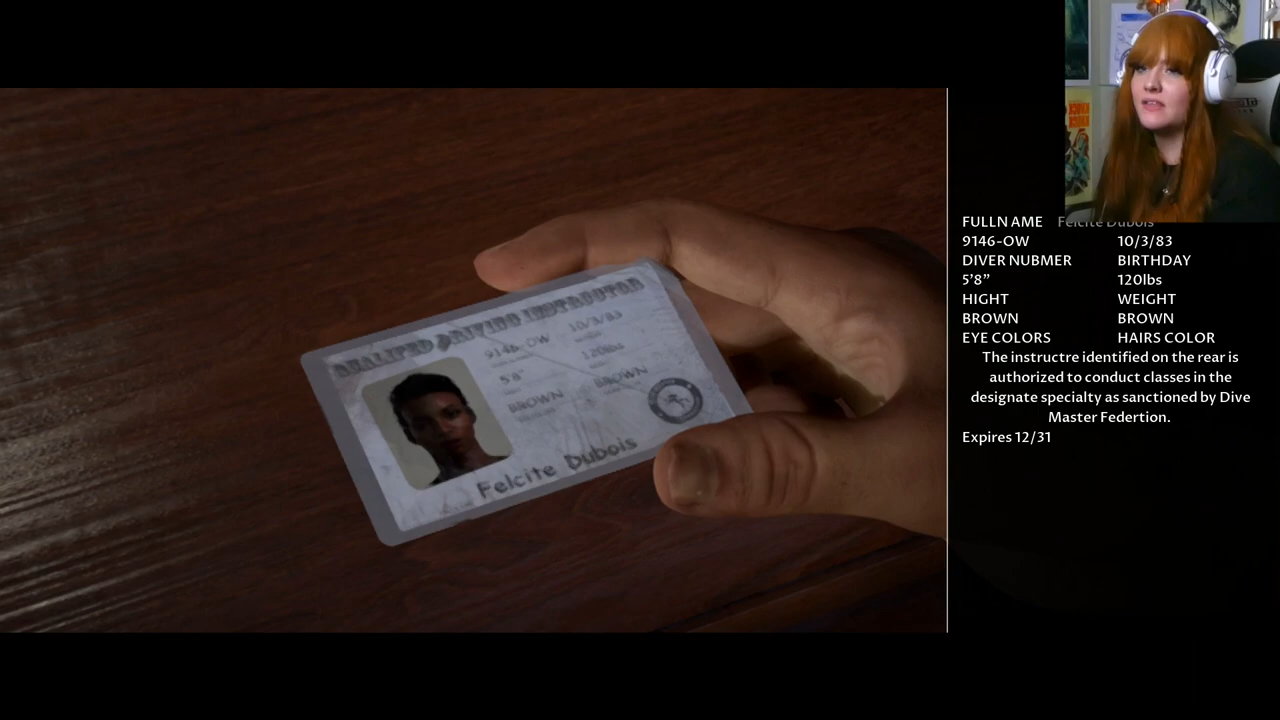 QUALIFED DRIVING INSTRUCTOR
9146-OW 10/3/83
5'8" 120lbs
BROWN BROWN
Felcite Dubois
FULLN AME Felcite Dubois
9146-OW 10/3/83
DIVER NUBMER BIRTHDAY
5'8” 120lbs
HIGHT WEIGHT
BROWN BROWN
EYE COLORS HAIRS COLOR
The instructre identified on the rear is
authorized to conduct classes in the
designate specialty as sanctioned by Dive
Master Federtion.
Expires 12/31